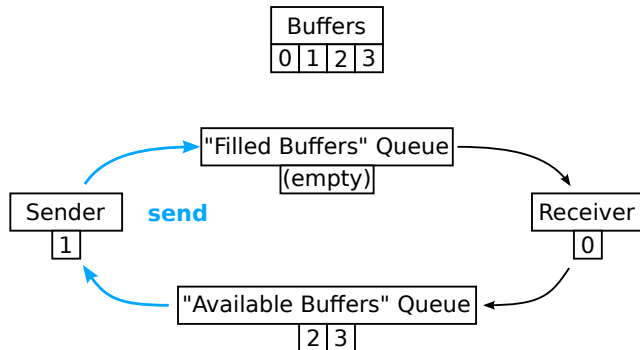 Buffers
0 1 2 3
"Filled Buffers" Queue
(empty)
Sender
1
send
Receiver
0
"Available Buffers" Queue
2 3